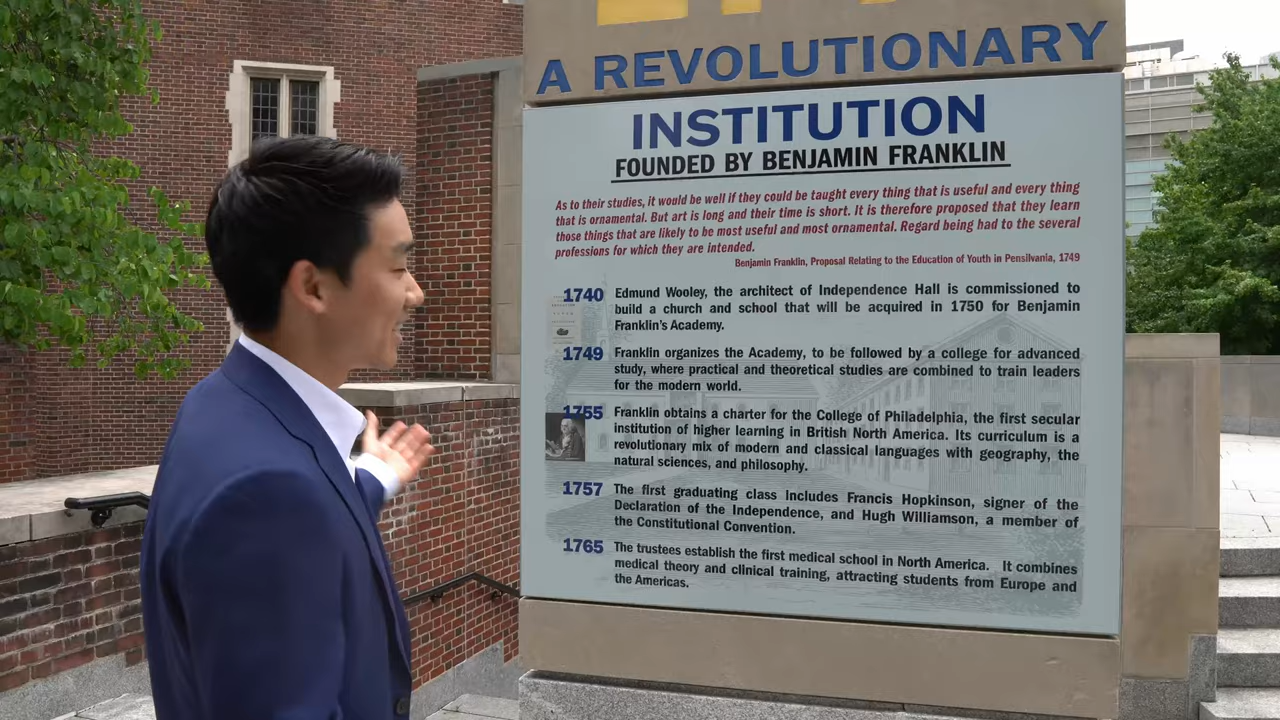 A REVOLUTIONARY
INSTITUTION
FOUNDED BY BENJAMIN FRANKLIN
As to their studies, it would be well if they could be taught every thing that is useful and every thing
that is ornamental. But art is long and their time is short. It is therefore proposed that they learn
those things that are likely to be most useful and most ornamental. Regard being had to the several
professions for which they are intended.
Benjamin Franklin, Proposal Relating to the Education of Youth in Pensilvania, 1749
1740 Edmund Wooley, the architect of Independence Hall is commissioned to
build a church and school that will be acquired in 1750 for Benjamin
Franklin's Academy.
1749 Franklin organizes the Academy, to be followed by a college for advanced
study, where practical and theoretical studies are combined to train leaders
for the modern world.
1755 Franklin obtains a charter for the College of Philadelphia, the first secular
institution of higher learning in British North America. Its curriculum is a
revolutionary mix of modern and classical languages with geography, the
natural sciences, and philosophy.
1757 The first graduating class includes Francis Hopkinson, signer of the
Declaration of the Independence, and Hugh Williamson, a member of
the Constitutional Convention.
1765 The trustees establish the first medical school in North America. It combines
medical theory and clinical training, attracting students from Europe and
the Americas.